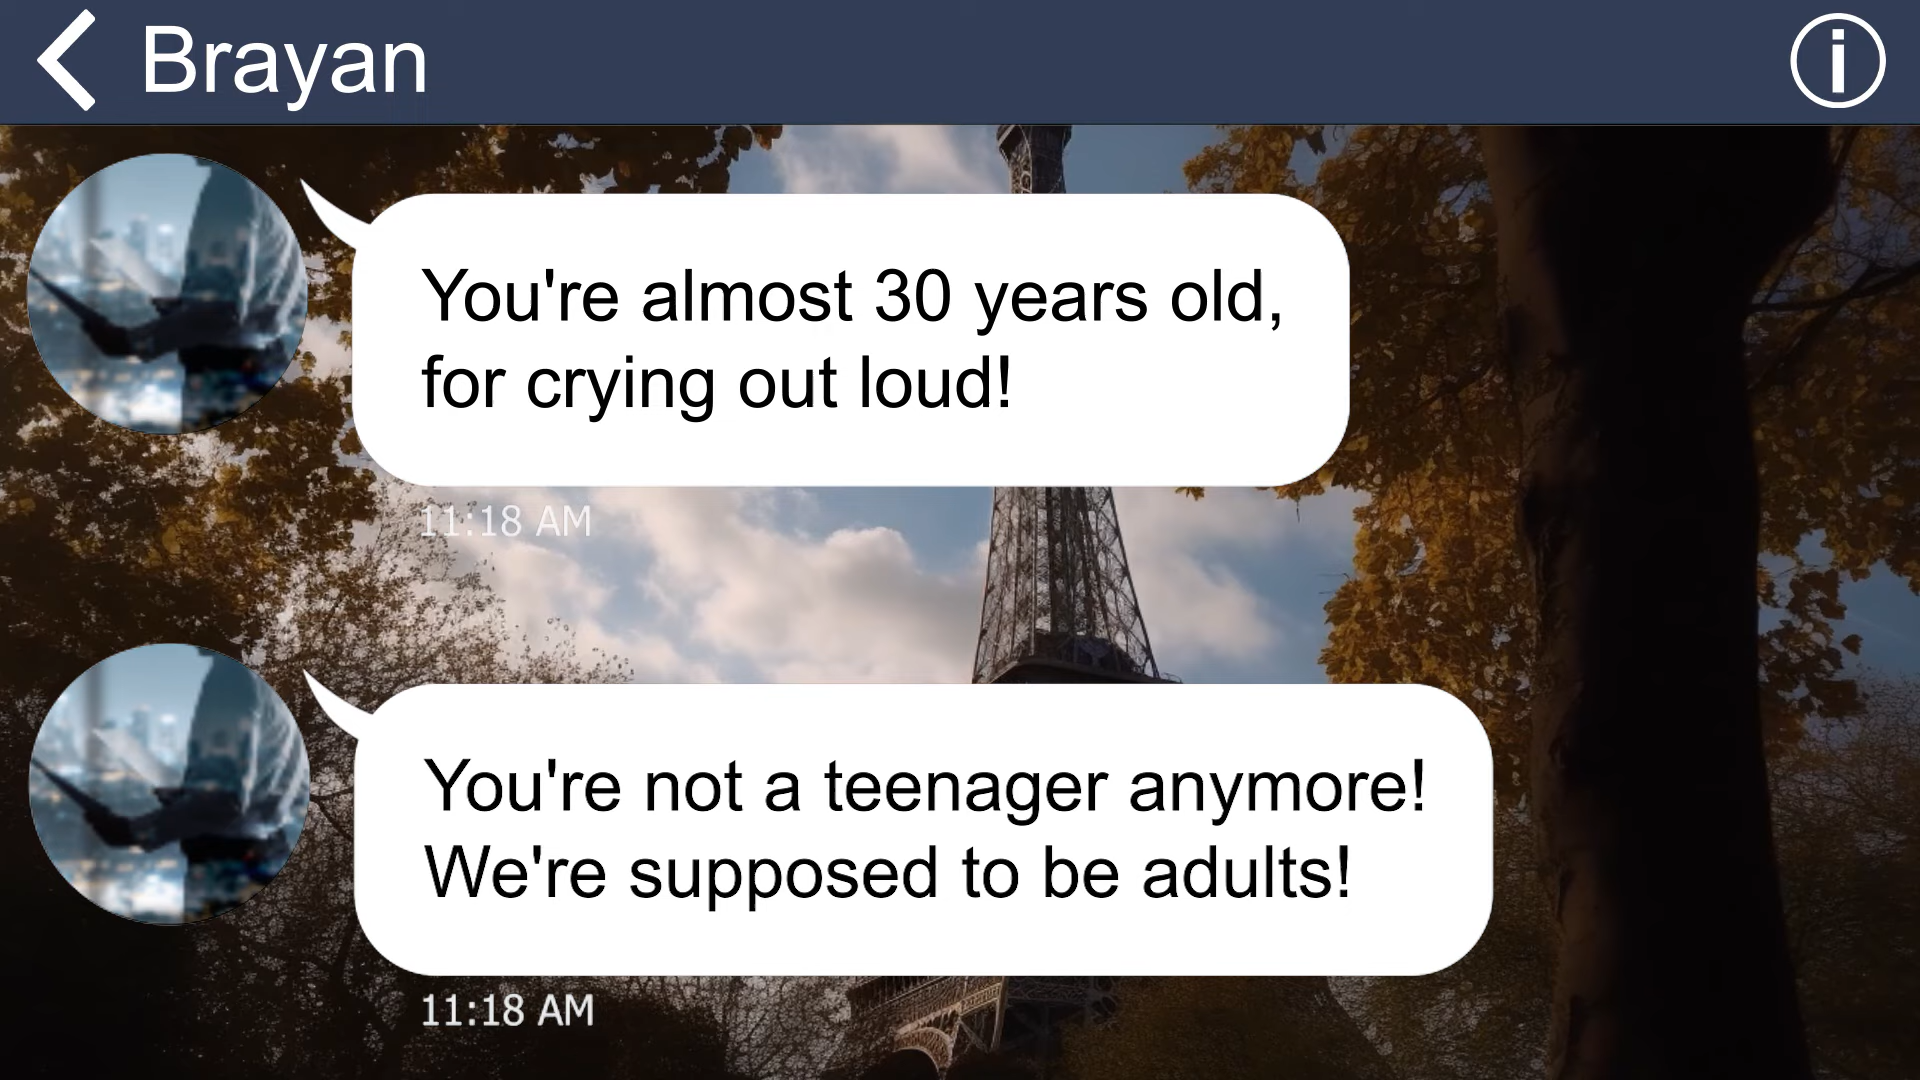 Brayan
You're almost 30 years old,
for crying out loud!
11:18 AM
You're not a teenager anymore!
We're supposed to be adults!
11:18 AM